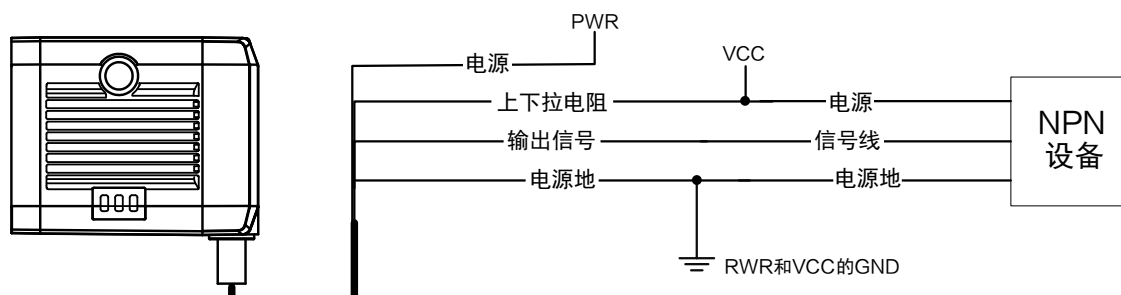 PWR
电源
VCC
上下拉电阻
电源
输出信号
信号线
电源地
电源地
NPN
设备
RWR和VCC的GND